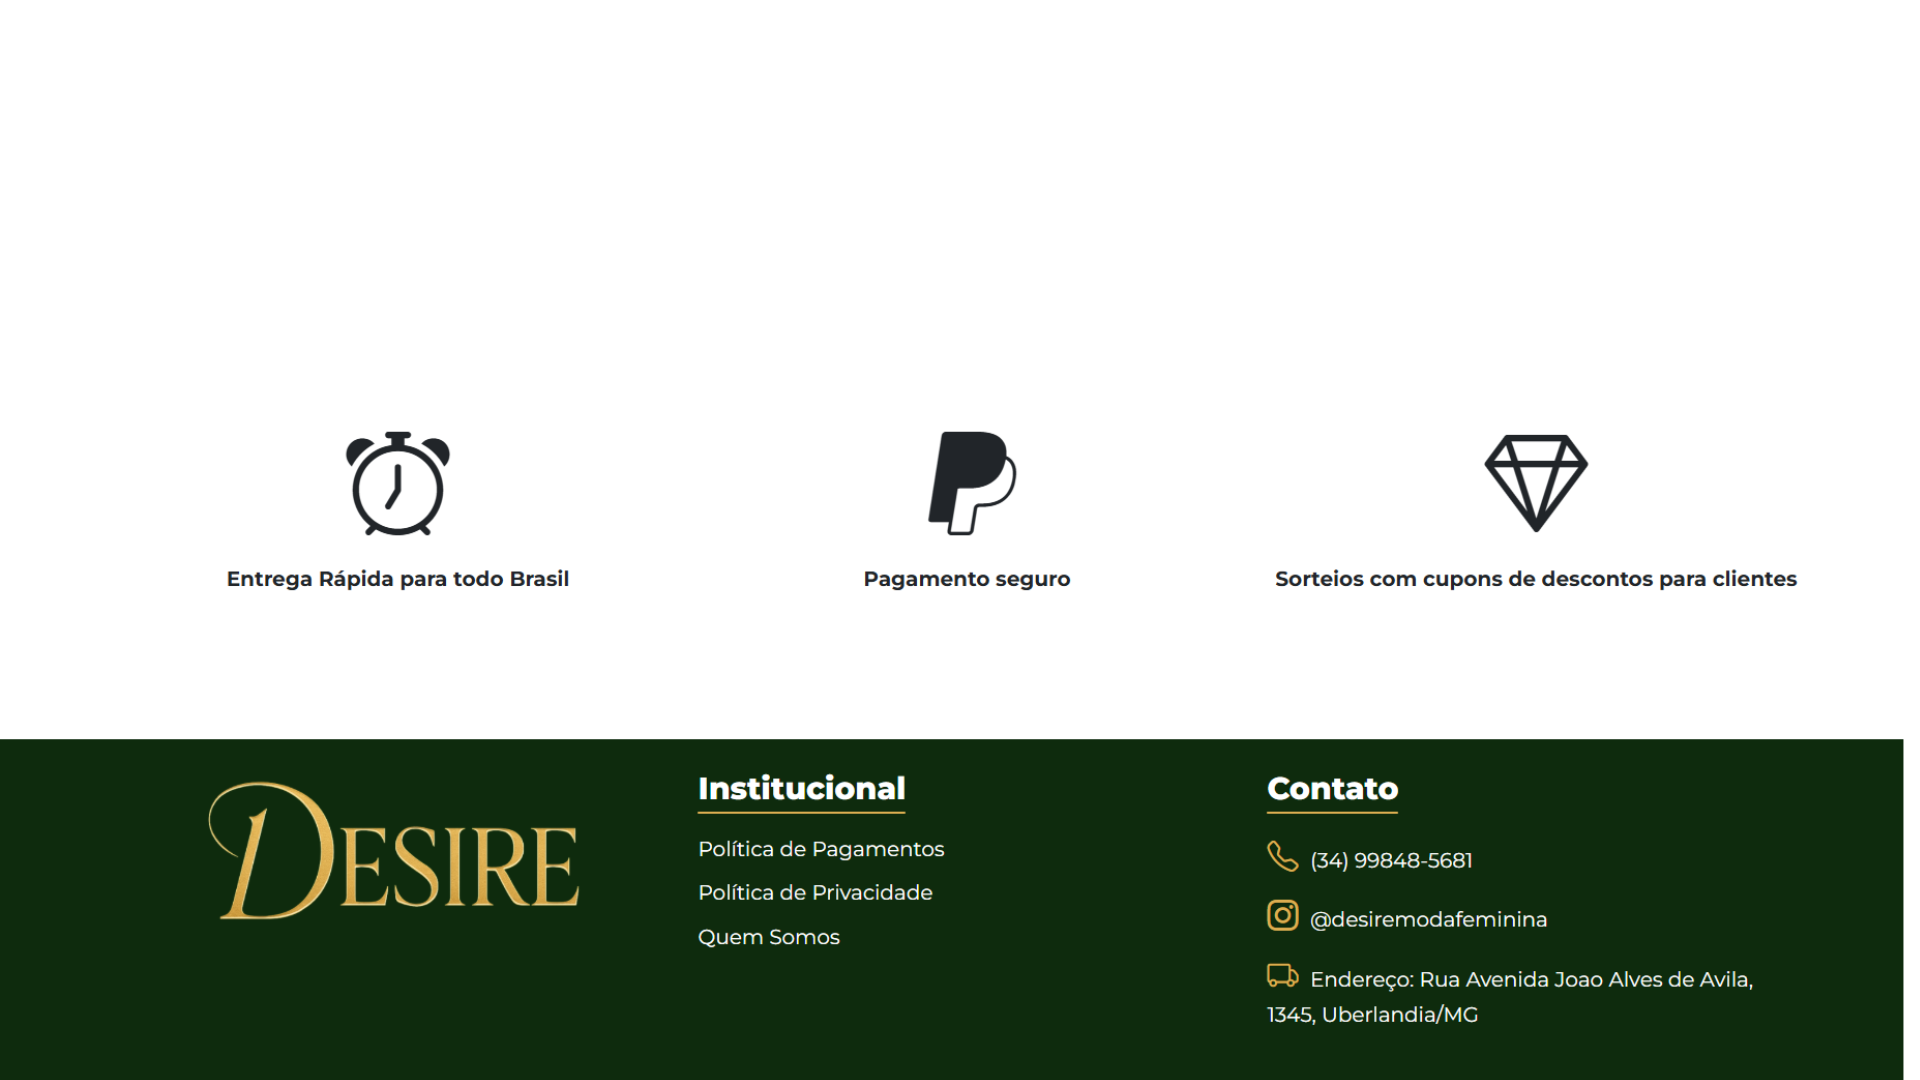 Entrega Rápida para todo Brasil
Pagamento seguro
Sorteios com cupons de descontos para clientes
DESIRE
Institucional
Política de Pagamentos
Política de Privacidade
Quem Somos
Contato
(34) 99848-5681
@desiremodafeminina
Endereço: Rua Avenida Joao Alves de Avila,
1345, Uberlandia/MG